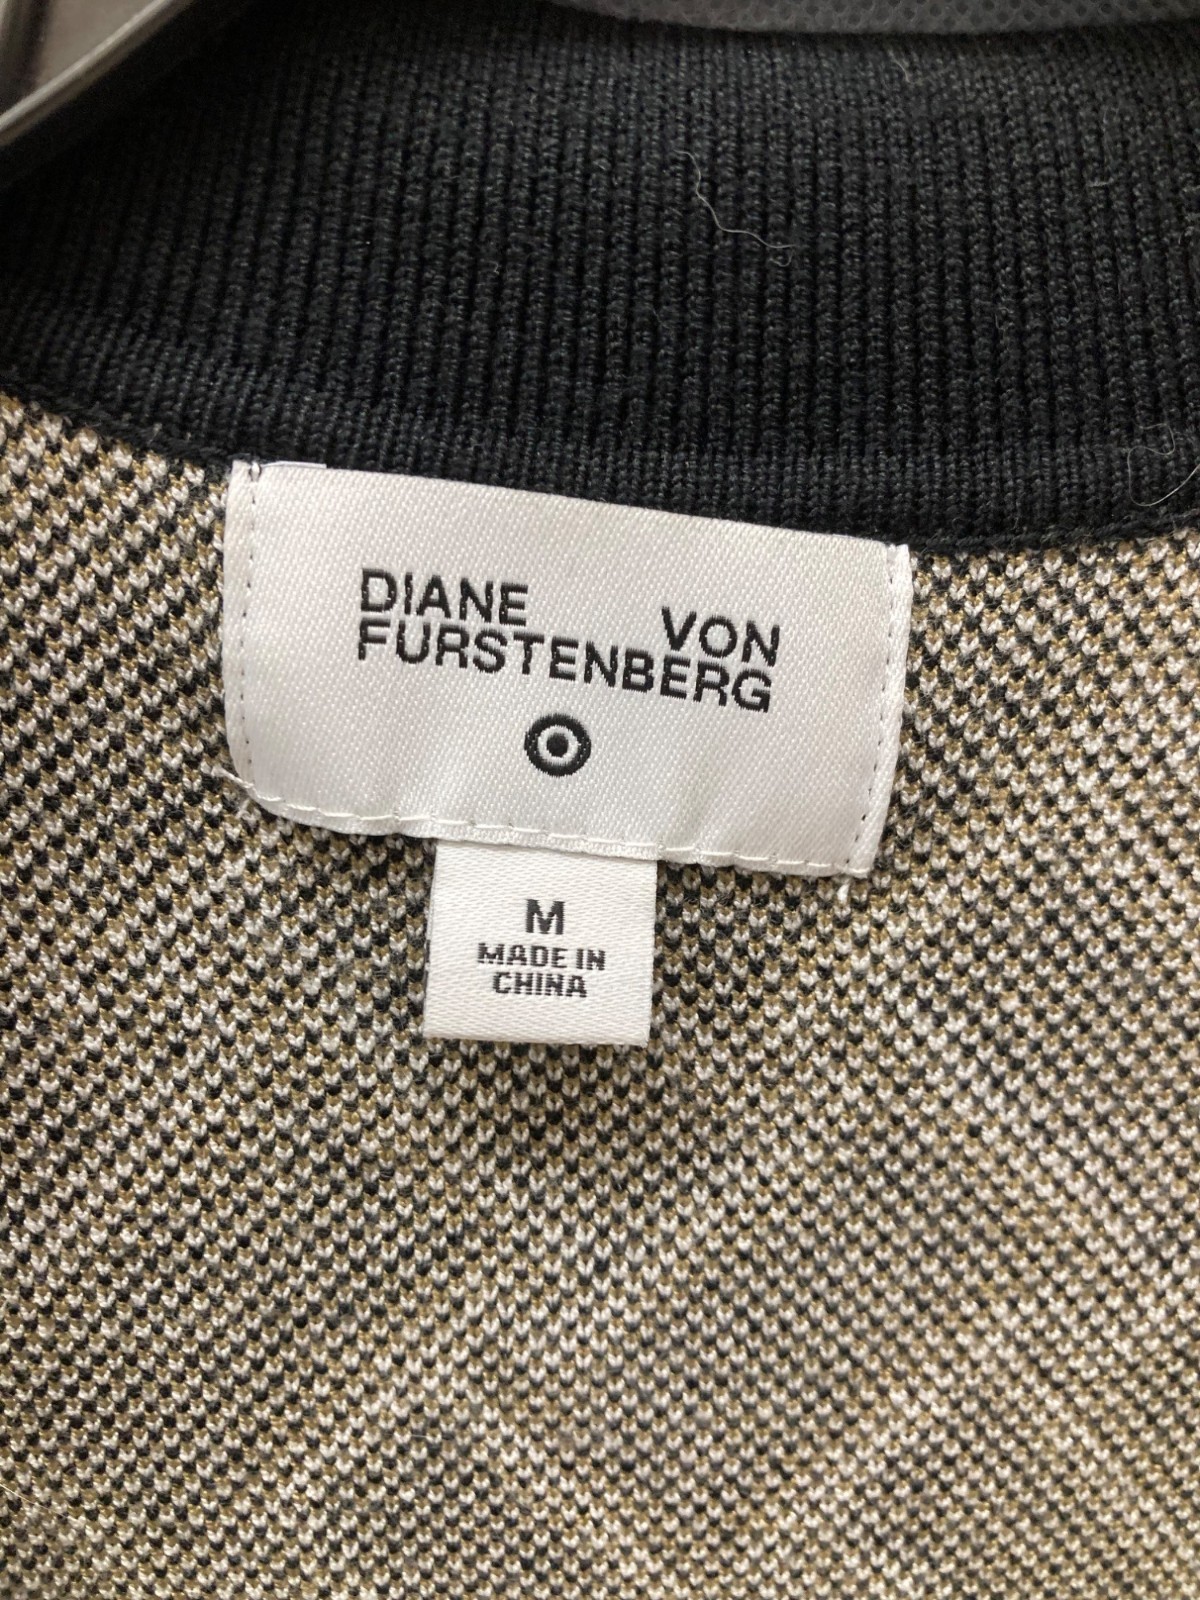 DIANE VON
FURSTENBERG
M
MADE IN
CHINA